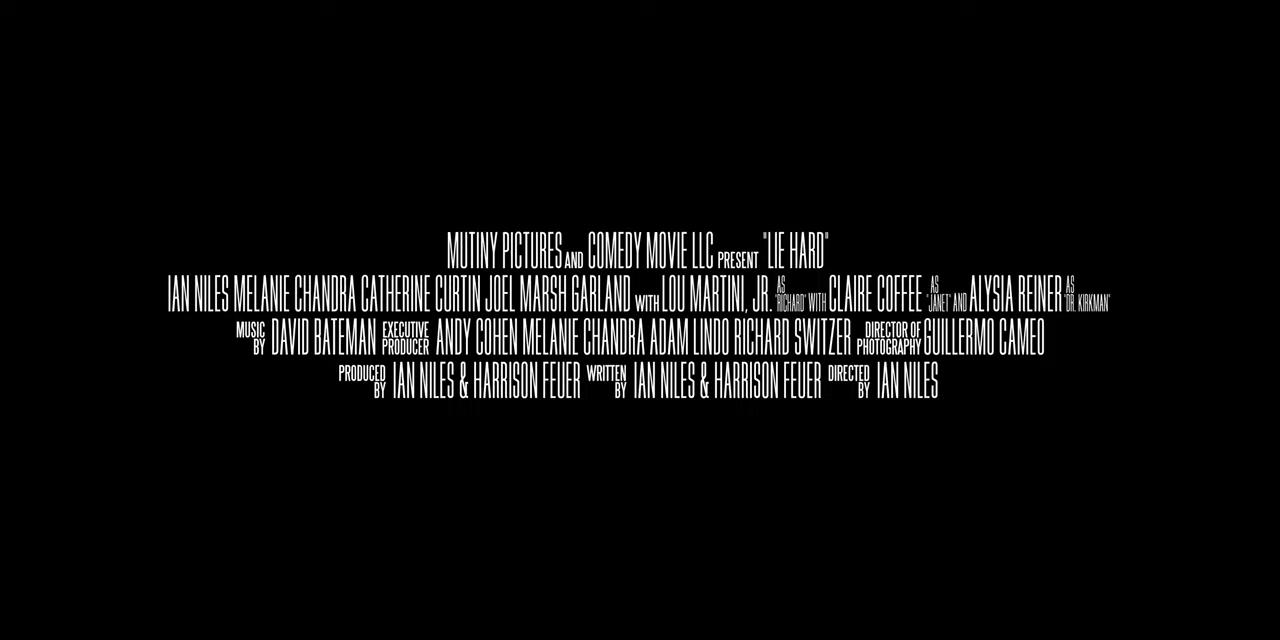 MUTINY PICTURES AND COMEDY MOVIE LLC PRESENT "LIE HARD"
IAN NILES MELANIE CHANDRA CATHERINE CURTIN JOEL MARSH GARLAND WITH LOU MARTINI, JR. AS "RICHARD" WITH CLAIRE COFFEE AS "JANET" AND ALYSIA REINER AS "DR. KIRKMAN"
MUSIC BY DAVID BATEMAN EXECUTIVE PRODUCER ANDY COHEN MELANIE CHANDRA ADAM LINDO RICHARD SWITZER DIRECTOR OF PHOTOGRAPHY GUILLERMO CAMEO
PRODUCED BY IAN NILES & HARRISON FEUER WRITTEN BY IAN NILES & HARRISON FEUER DIRECTED BY IAN NILES